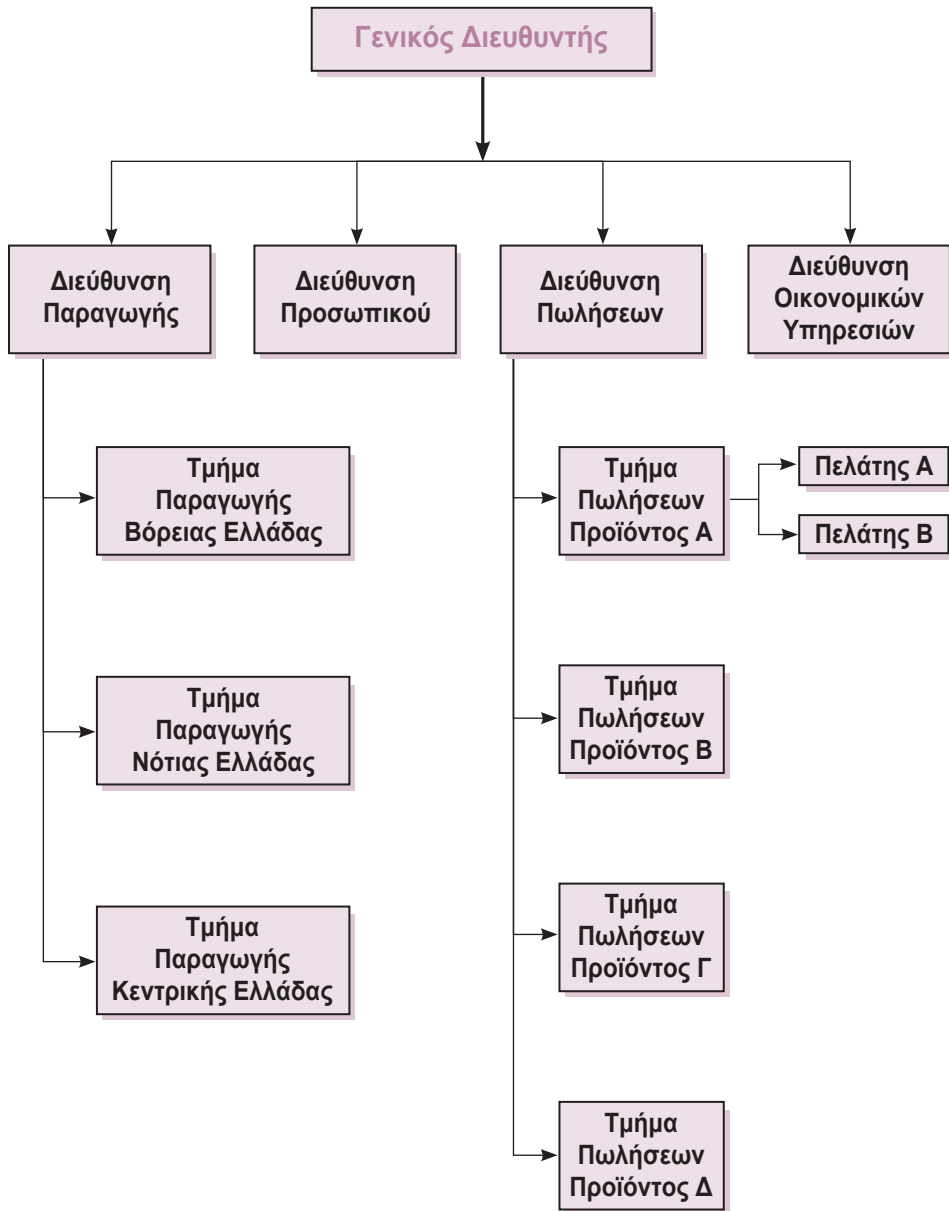 Γενικός Διευθυντής
Διεύθυνση
Παραγωγής
Διεύθυνση
Προσωπικού
Διεύθυνση
Πωλήσεων
Διεύθυνση
Οικονομικών
Υπηρεσιών
Τμήμα
Παραγωγής
Βόρειας Ελλάδας
Τμήμα
Πωλήσεων
Προϊόντος Α
Πελάτης Α
Πελάτης Β
Τμήμα
Παραγωγής
Νότιας Ελλάδας
Τμήμα
Πωλήσεων
Προϊόντος Β
Τμήμα
Παραγωγής
Κεντρικής Ελλάδας
Τμήμα
Πωλήσεων
Προϊόντος Γ
Τμήμα
Πωλήσεων
Προϊόντος Δ